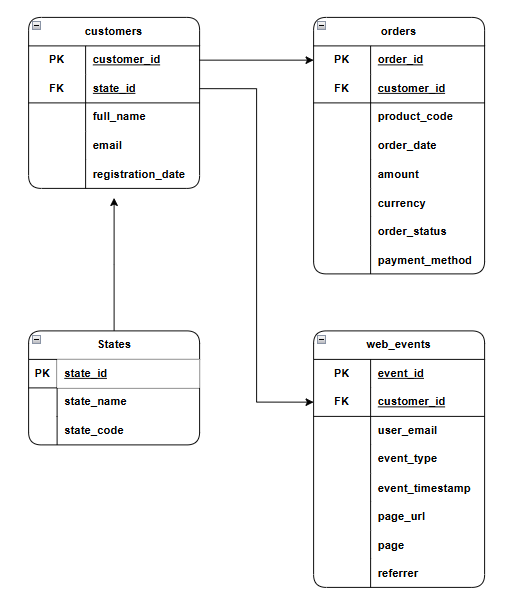 customers
PK customer_id
FK state_id
full_name
email
registration_date
orders
PK order_id
FK customer_id
product_code
order_date
amount
currency
order_status
payment_method
States
PK state_id
state_name
state_code
web_events
PK event_id
FK customer_id
user_email
event_type
event_timestamp
page_url
page
referrer